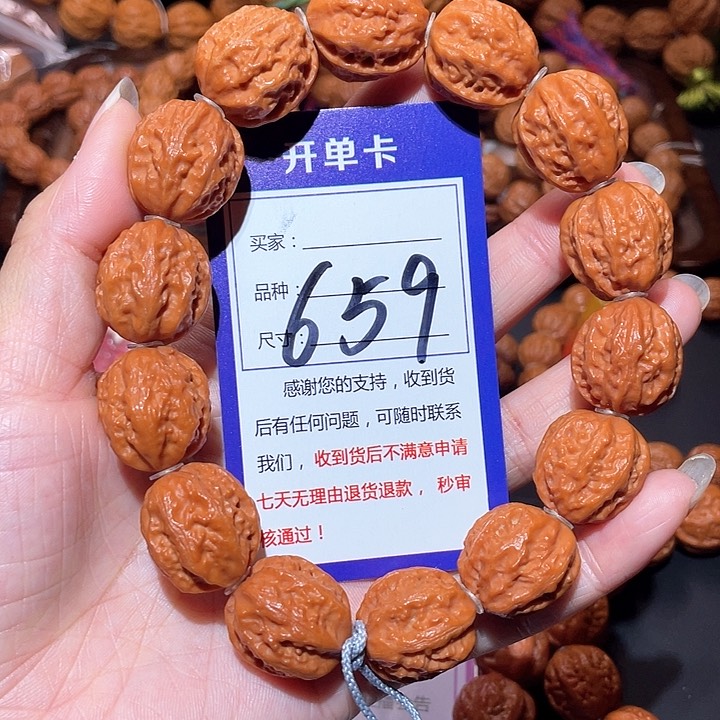 开单卡
买家：
品种：
659
尺寸：
感谢您的支持，收到货
后有任何问题，可随时联系
我们，收到货后不满意申请
七天无理由退货退款，秒审
核通过！